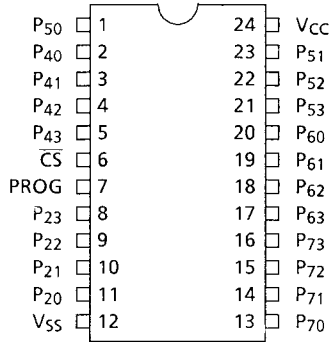 P50 1 24 VCC
P40 2 23 P51
P41 3 22 P52
P42 4 21 P53
P43 5 20 P60
C̅S̅ 6 19 P61
PROG 7 18 P62
P23 8 17 P63
P22 9 16 P73
P21 10 15 P72
P20 11 14 P71
VSS 12 13 P70